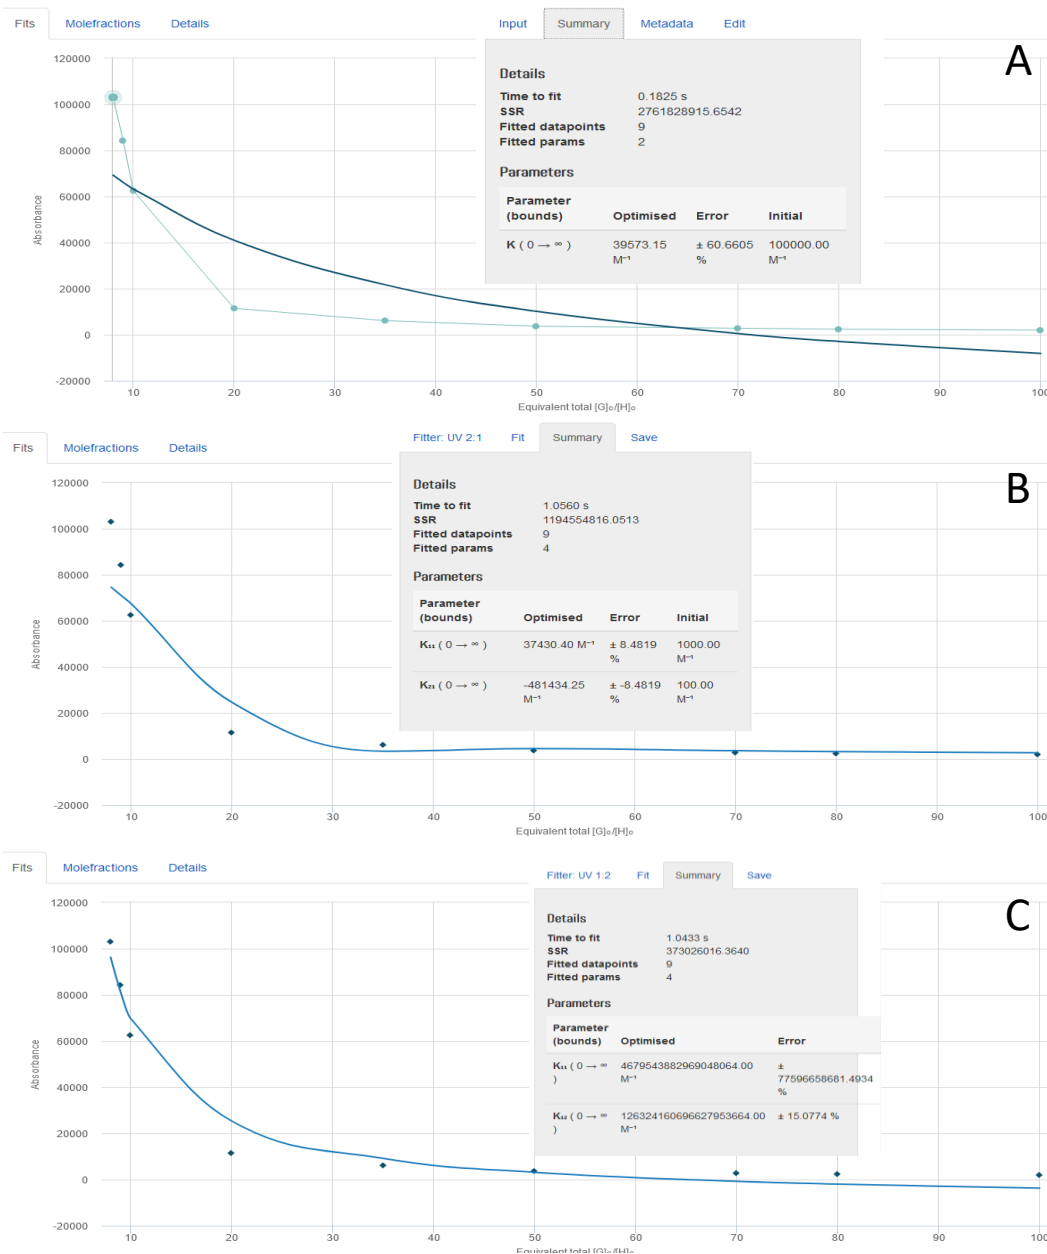 Fits Molefractions Details
Input Summary Metadata Edit
A
Details
Time to fit 0.1825 s
SSR 2761828915.6542
Fitted datapoints 9
Fitted params 2
Parameters
Parameter (bounds) Optimised Error Initial
K ( 0 → ∞ ) 39573.15 M⁻¹ ± 60.6605 % 100000.00 M⁻¹
120000
100000
80000
60000
40000
20000
0
-20000
Absorbance
10 20 30 40 50 60 70 80 90 100
Equivalent total [G]₀/[H]₀
Fits Molefractions Details
Fitter: UV 2:1 Fit Summary Save
B
Details
Time to fit 1.0560 s
SSR 1194554816.0513
Fitted datapoints 9
Fitted params 4
Parameters
Parameter (bounds) Optimised Error Initial
K₁₁ ( 0 → ∞ ) 37430.40 M⁻¹ ± 8.4819 % 1000.00 M⁻¹
K₂₁ ( 0 → ∞ ) -481434.25 M⁻¹ ± -8.4819 % 100.00 M⁻¹
120000
100000
80000
60000
40000
20000
0
-20000
Absorbance
10 20 30 40 50 60 70 80 90 100
Equivalent total [G]₀/[H]₀
Fits Molefractions Details
Fitter: UV 1:2 Fit Summary Save
C
Details
Time to fit 1.0433 s
SSR 373026016.3640
Fitted datapoints 9
Fitted params 4
Parameters
Parameter (bounds) Optimised Error
K₁₁ ( 0 → ∞ ) 4679543882969048064.00 M⁻¹ ± 77596658681.4934 %
K₁₂ ( 0 → ∞ ) 126324160696627953664.00 M⁻¹ ± 15.0774 %
120000
100000
80000
60000
40000
20000
0
-20000
Absorbance
10 20 30 40 50 60 70 80 90 100
Equivalent total [G]₀/[H]₀